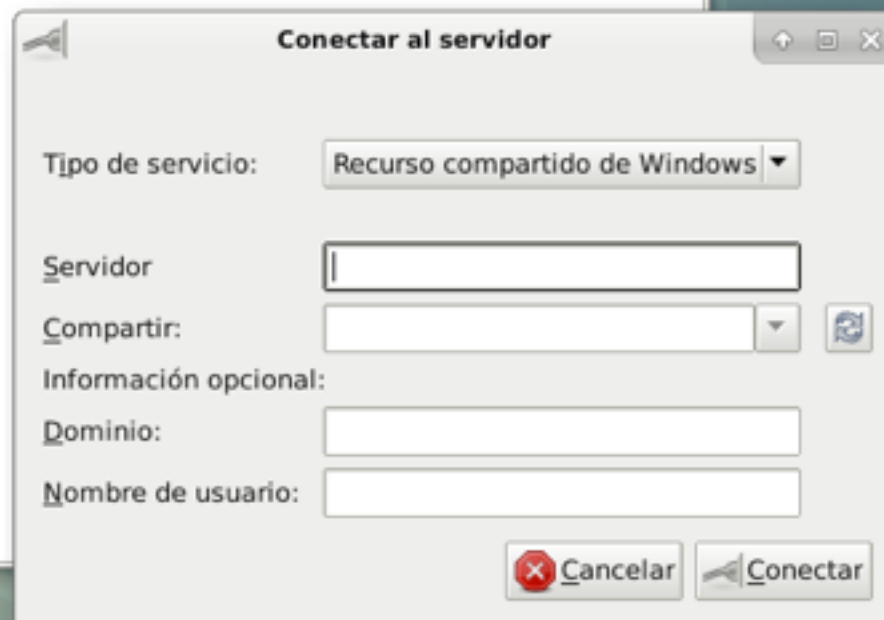 Conectar al servidor
Tipo de servicio: Recurso compartido de Windows
Servidor
Compartir:
Información opcional:
Dominio:
Nombre de usuario:
Cancelar Conectar